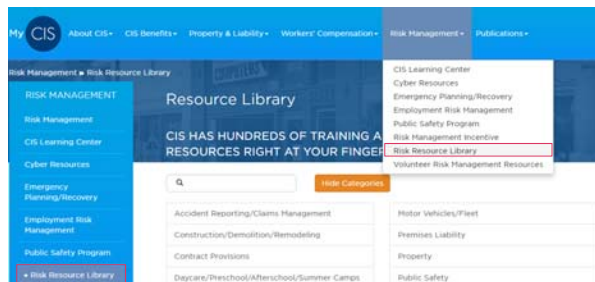 My CIS About CIS CIS Benefits Property & Liability Workers' Compensation Risk Management Publications
Risk Management » Risk Resource Library
CIS Learning Center
Cyber Resources
Emergency Planning/Recovery
Employment Risk Management
Public Safety Program
Risk Management Incentive
Risk Resource Library
Volunteer Risk Management Resources
RISK MANAGEMENT
Risk Management
CIS Learning Center
Cyber Resources
Emergency
Planning/Recovery
Employment Risk
Management
Public Safety Program
• Risk Resource Library
COMPUTERS
Resource Library
CIS HAS HUNDREDS OF TRAINING A
RESOURCES RIGHT AT YOUR FINGER
Hide Categories
Accident Reporting/Claims Management
Motor Vehicles/Fleet
Construction/Demolition/Remodeling
Premises Liability
Contract Provisions
Property
Daycare/Preschool/Afterschool/Summer Camps
Public Safety